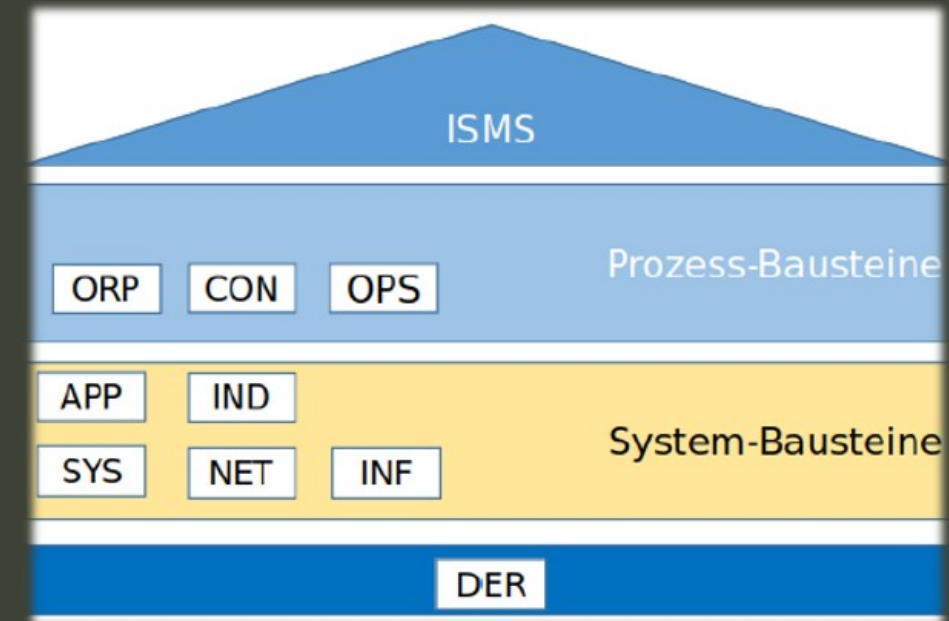 ISMS
Prozess-Bausteine
ORP CON OPS
APP IND
System-Bausteine
SYS NET INF
DER